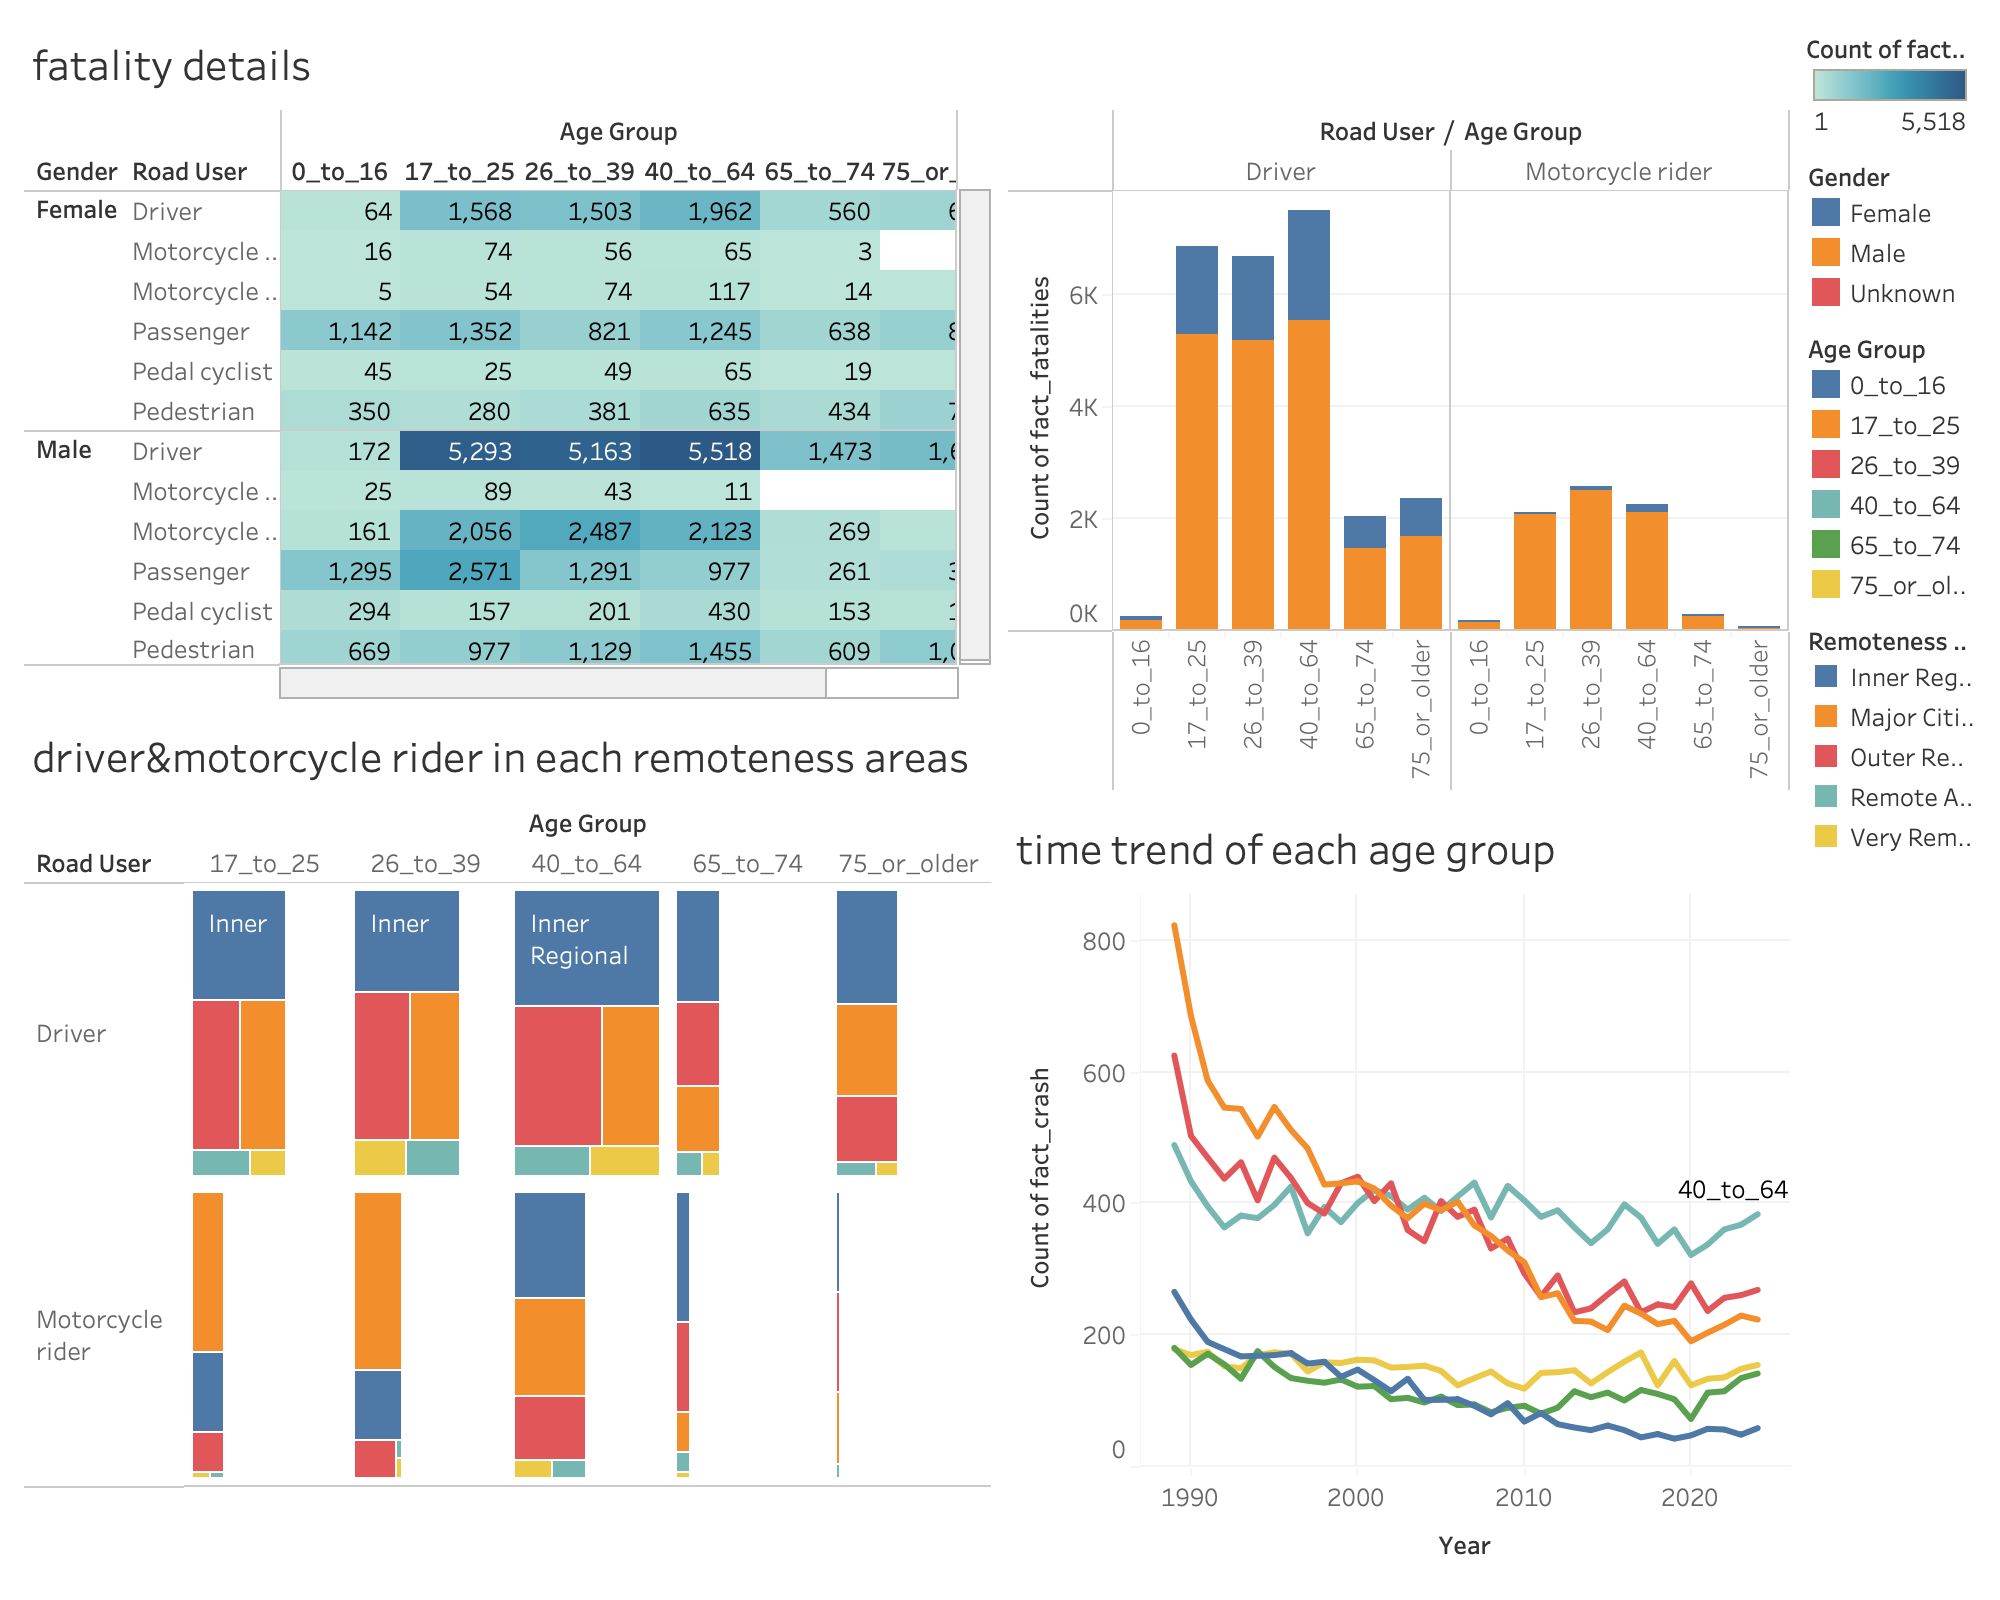 fatality details
Age Group
Gender Road User 0_to_16 17_to_25 26_to_39 40_to_64 65_to_74 75_or_
Female Driver 64 1,568 1,503 1,962 560
Motorcycle .. 16 74 56 65 3
Motorcycle .. 5 54 74 117 14
Passenger 1,142 1,352 821 1,245 638
Pedal cyclist 45 25 49 65 19
Pedestrian 350 280 381 635 434
Male Driver 172 5,293 5,163 5,518 1,473 1,6
Motorcycle .. 25 89 43 11
Motorcycle .. 161 2,056 2,487 2,123 269
Passenger 1,295 2,571 1,291 977 261
Pedal cyclist 294 157 201 430 153
Pedestrian 669 977 1,129 1,455 609 1,0
Road User / Age Group
Driver Motorcycle rider
Count of fact_fatalities
6K
4K
2K
0K
0_to_16 17_to_25 26_to_39 40_to_64 65_to_74 75_or_older 0_to_16 17_to_25 26_to_39 40_to_64 65_to_74 75_or_older
Count of fact..
1 5,518
Gender
Female
Male
Unknown
Age Group
0_to_16
17_to_25
26_to_39
40_to_64
65_to_74
75_or_ol..
Remoteness ..
Inner Reg..
Major Citi..
Outer Re..
Remote A..
Very Rem..
driver&motorcycle rider in each remoteness areas
Age Group
Road User 17_to_25 26_to_39 40_to_64 65_to_74 75_or_older
Driver
Inner
Inner
Inner
Regional
Motorcycle
rider
time trend of each age group
Count of fact_crash
800
600
400
200
0
40_to_64
1990 2000 2010 2020
Year